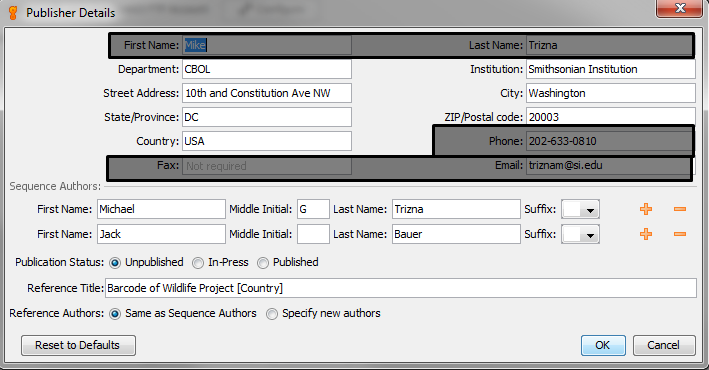 Publisher Details
First Name: Mike Last Name: Trizna
Department: CBOL Institution: Smithsonian Institution
Street Address: 10th and Constitution Ave NW City: Washington
State/Province: DC ZIP/Postal code: 20003
Country: USA Phone: 202-633-0810
Fax: Not required Email: triznam@si.edu
Sequence Authors:
First Name: Michael Middle Initial: G Last Name: Trizna Suffix:
First Name: Jack Middle Initial: Last Name: Bauer Suffix:
Publication Status: Unpublished In-Press Published
Reference Title: Barcode of Wildlife Project [Country]
Reference Authors: Same as Sequence Authors Specify new authors
Reset to Defaults OK Cancel